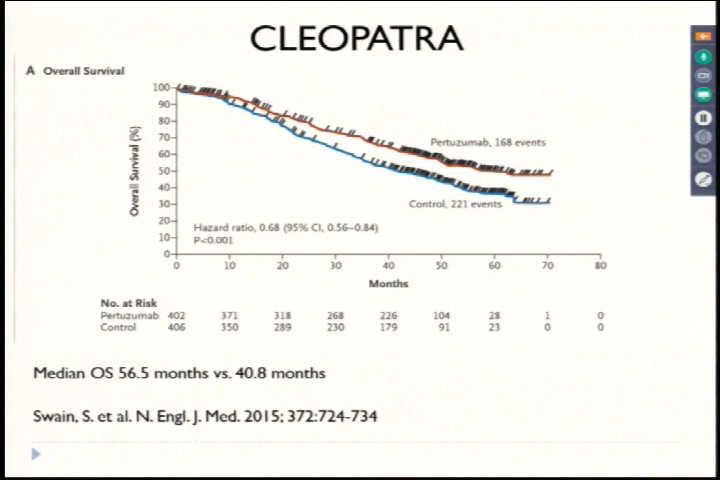 CLEOPATRA
A Overall Survival
100
90
80
70
60
50
40
30
20
10
0
Overall Survival (%)
Pertuzumab, 168 events
Control, 221 events
Hazard ratio, 0.68 (95% CI, 0.56–0.84)
P<0.001
0 10 20 30 40 50 60 70 80
Months
No. at Risk
Pertuzumab 402 371 318 268 226 104 28 1 0
Control 406 350 289 230 179 91 23 0 0
Median OS 56.5 months vs. 40.8 months
Swain, S. et al. N. Engl. J. Med. 2015; 372:724-734